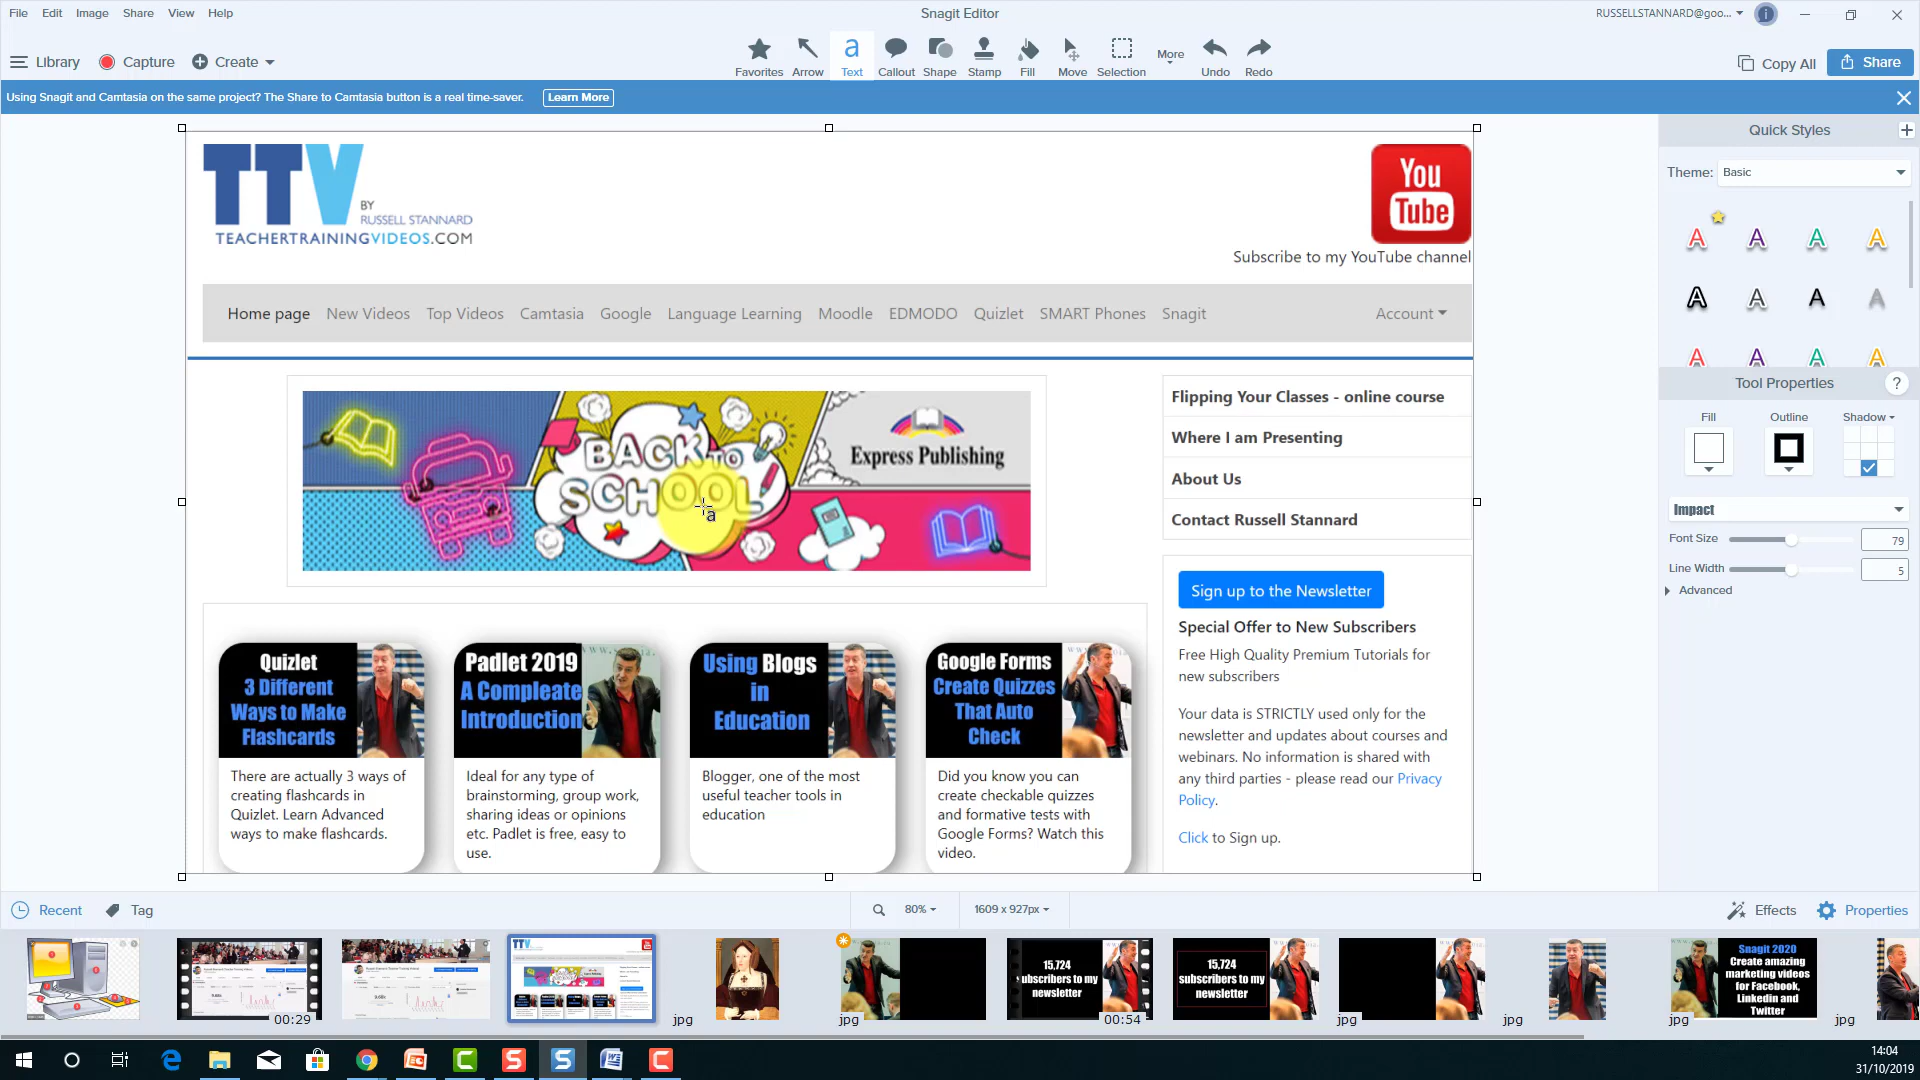 File Edit Image Share View Help
Snagit Editor
RUSSELLSTANNARD@goo...
Library Capture Create
Favorites Arrow Text Callout Shape Stamp Fill Move Selection More Undo Redo
Copy All Share
Using Snagit and Camtasia on the same project? The Share to Camtasia button is a real time-saver. Learn More
TTV
BY
RUSSELL STANNARD
TEACHERTRAININGVIDEOS.COM
You
Tube
Subscribe to my YouTube channel
Home page New Videos Top Videos Camtasia Google Language Learning Moodle EDMODO Quizlet SMART Phones Snagit Account
BACK TO
SCHOOL
Express Publishing
Flipping Your Classes - online course
Where I am Presenting
About Us
Contact Russell Stannard
Sign up to the Newsletter
Special Offer to New Subscribers
Free High Quality Premium Tutorials for
new subscribers
Your data is STRICTLY used only for the
newsletter and updates about courses and
webinars. No information is shared with
any third parties - please read our Privacy
Policy.
Click to Sign up.
Quizlet
3 Different
Ways to Make
Flashcards
There are actually 3 ways of
creating flashcards in
Quizlet. Learn Advanced
ways to make flashcards.
Padlet 2019
A Compleate
Introduction
Ideal for any type of
brainstorming, group work,
sharing ideas or opinions
etc. Padlet is free, easy to
use.
Using Blogs
in
Education
Blogger, one of the most
useful teacher tools in
education
Google Forms
Create Quizzes
That Auto
Check
Did you know you can
create checkable quizzes
and formative tests with
Google Forms? Watch this
video.
Quick Styles
Theme: Basic
Tool Properties
Fill Outline Shadow
Impact
Font Size 79
Line Width 5
Advanced
Recent Tag
80% 1609 x 927px
Effects Properties
00:29
jpg
jpg
15,724
subscribers to my
newsletter
00:54
15,724
subscribers to my
newsletter
jpg
jpg
Snagit 2020
Create amazing
marketing videos
for Facebook,
Linkedin and
Twitter
jpg
jpg
14:04
31/10/2019